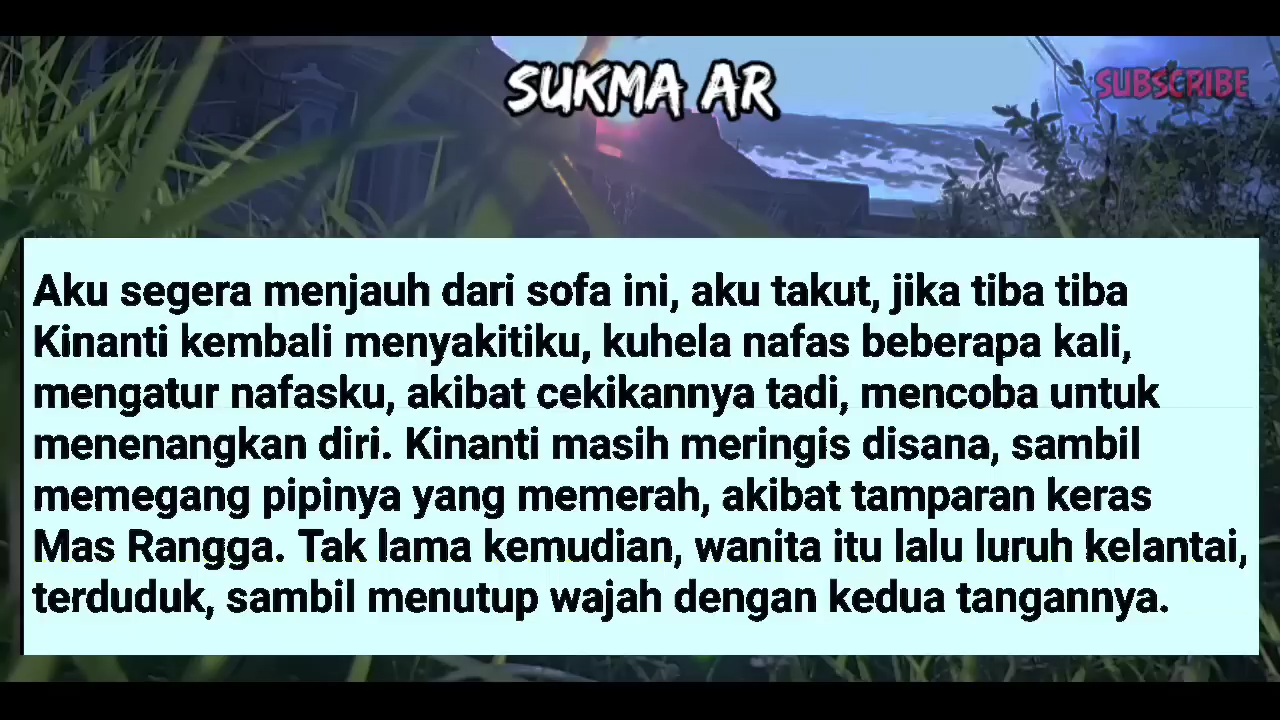 SUKMA AR
SUBSCRIBE
Aku segera menjauh dari sofa ini, aku takut, jika tiba tiba
Kinanti kembali menyakitiku, kuhela nafas beberapa kali,
mengatur nafasku, akibat cekikannya tadi, mencoba untuk
menenangkan diri. Kinanti masih meringis disana, sambil
memegang pipinya yang memerah, akibat tamparan keras
Mas Rangga. Tak lama kemudian, wanita itu lalu luruh kelantai,
terduduk, sambil menutup wajah dengan kedua tangannya.